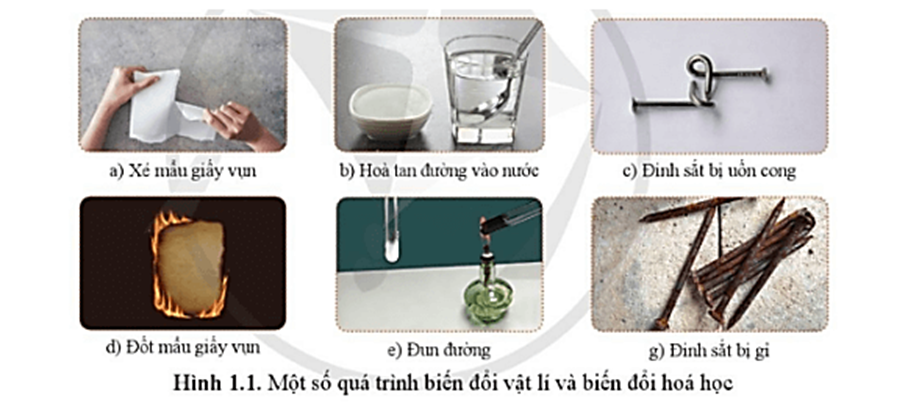 a) Xé mẩu giấy vụn
b) Hoà tan đường vào nước
c) Đinh sắt bị uốn cong
d) Đốt mẩu giấy vụn
e) Đun đường
g) Đinh sắt bị gỉ
Hình 1.1. Một số quá trình biến đổi vật lí và biến đổi hoá học